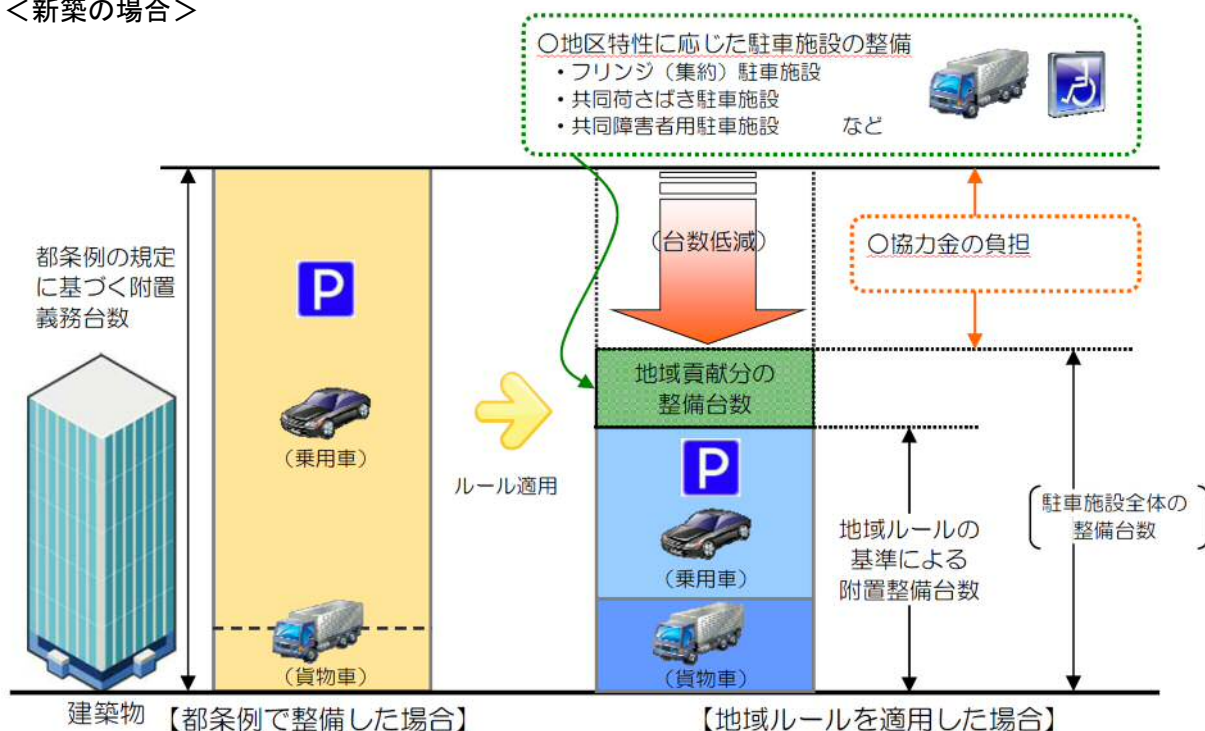 ＜新築の場合＞
〇地区特性に応じた駐車施設の整備
・フリンジ（集約）駐車施設
・共同荷さばき駐車施設
・共同障害者用駐車施設　　など
都条例の規定
に基づく附置
義務台数
P
（乗用車）
（貨物車）
ルール適用
（台数低減）
〇協力金の負担
地域貢献分の
整備台数
P
（乗用車）
（貨物車）
地域ルールの
基準による
附置整備台数
駐車施設全体の
整備台数
建築物
【都条例で整備した場合】
【地域ルールを適用した場合】